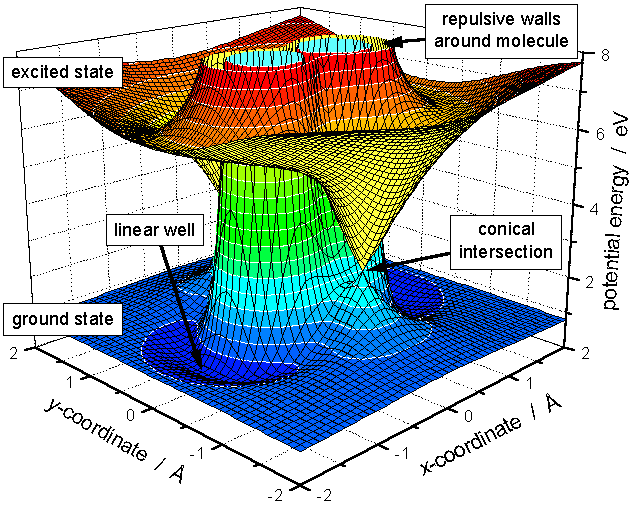 repulsive walls
around molecule
excited state
8
6
4
2
potential energy / eV
linear well
conical
intersection
ground state
2
1
0
-1
-2
y-coordinate / Å
-2
-1
0
1
2
x-coordinate / Å